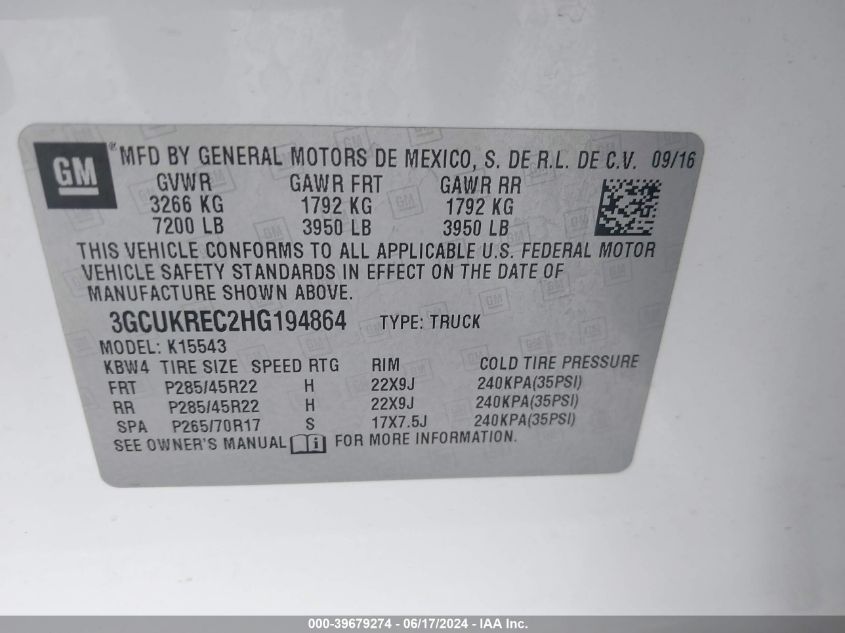 GM ® MFD BY GENERAL MOTORS DE MEXICO, S. DE R.L. DE C.V. 09/16
GVWR GAWR FRT GAWR RR
3266 KG 1792 KG 1792 KG
7200 LB 3950 LB 3950 LB
THIS VEHICLE CONFORMS TO ALL APPLICABLE U.S. FEDERAL MOTOR
VEHICLE SAFETY STANDARDS IN EFFECT ON THE DATE OF
MANUFACTURE SHOWN ABOVE.
3GCUKREC2HG194864 TYPE: TRUCK
MODEL: K15543
KBW4 TIRE SIZE SPEED RTG RIM COLD TIRE PRESSURE
FRT P285/45R22 H 22X9J 240KPA(35PSI)
RR P285/45R22 H 22X9J 240KPA(35PSI)
SPA P265/70R17 S 17X7.5J 240KPA(35PSI)
SEE OWNER'S MANUAL i FOR MORE INFORMATION.
000-39679274 / 06/17/2024 - IAA Inc.